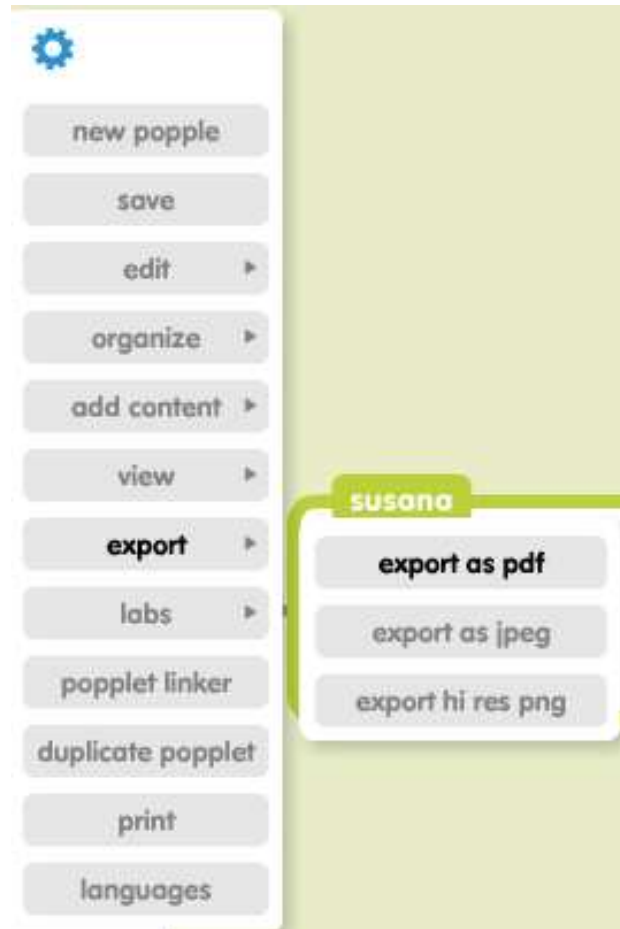 new popple
save
edit
organize
add content
view
export
labs
popplet linker
duplicate popplet
print
languages
susana
export as pdf
export as jpeg
export hi res png